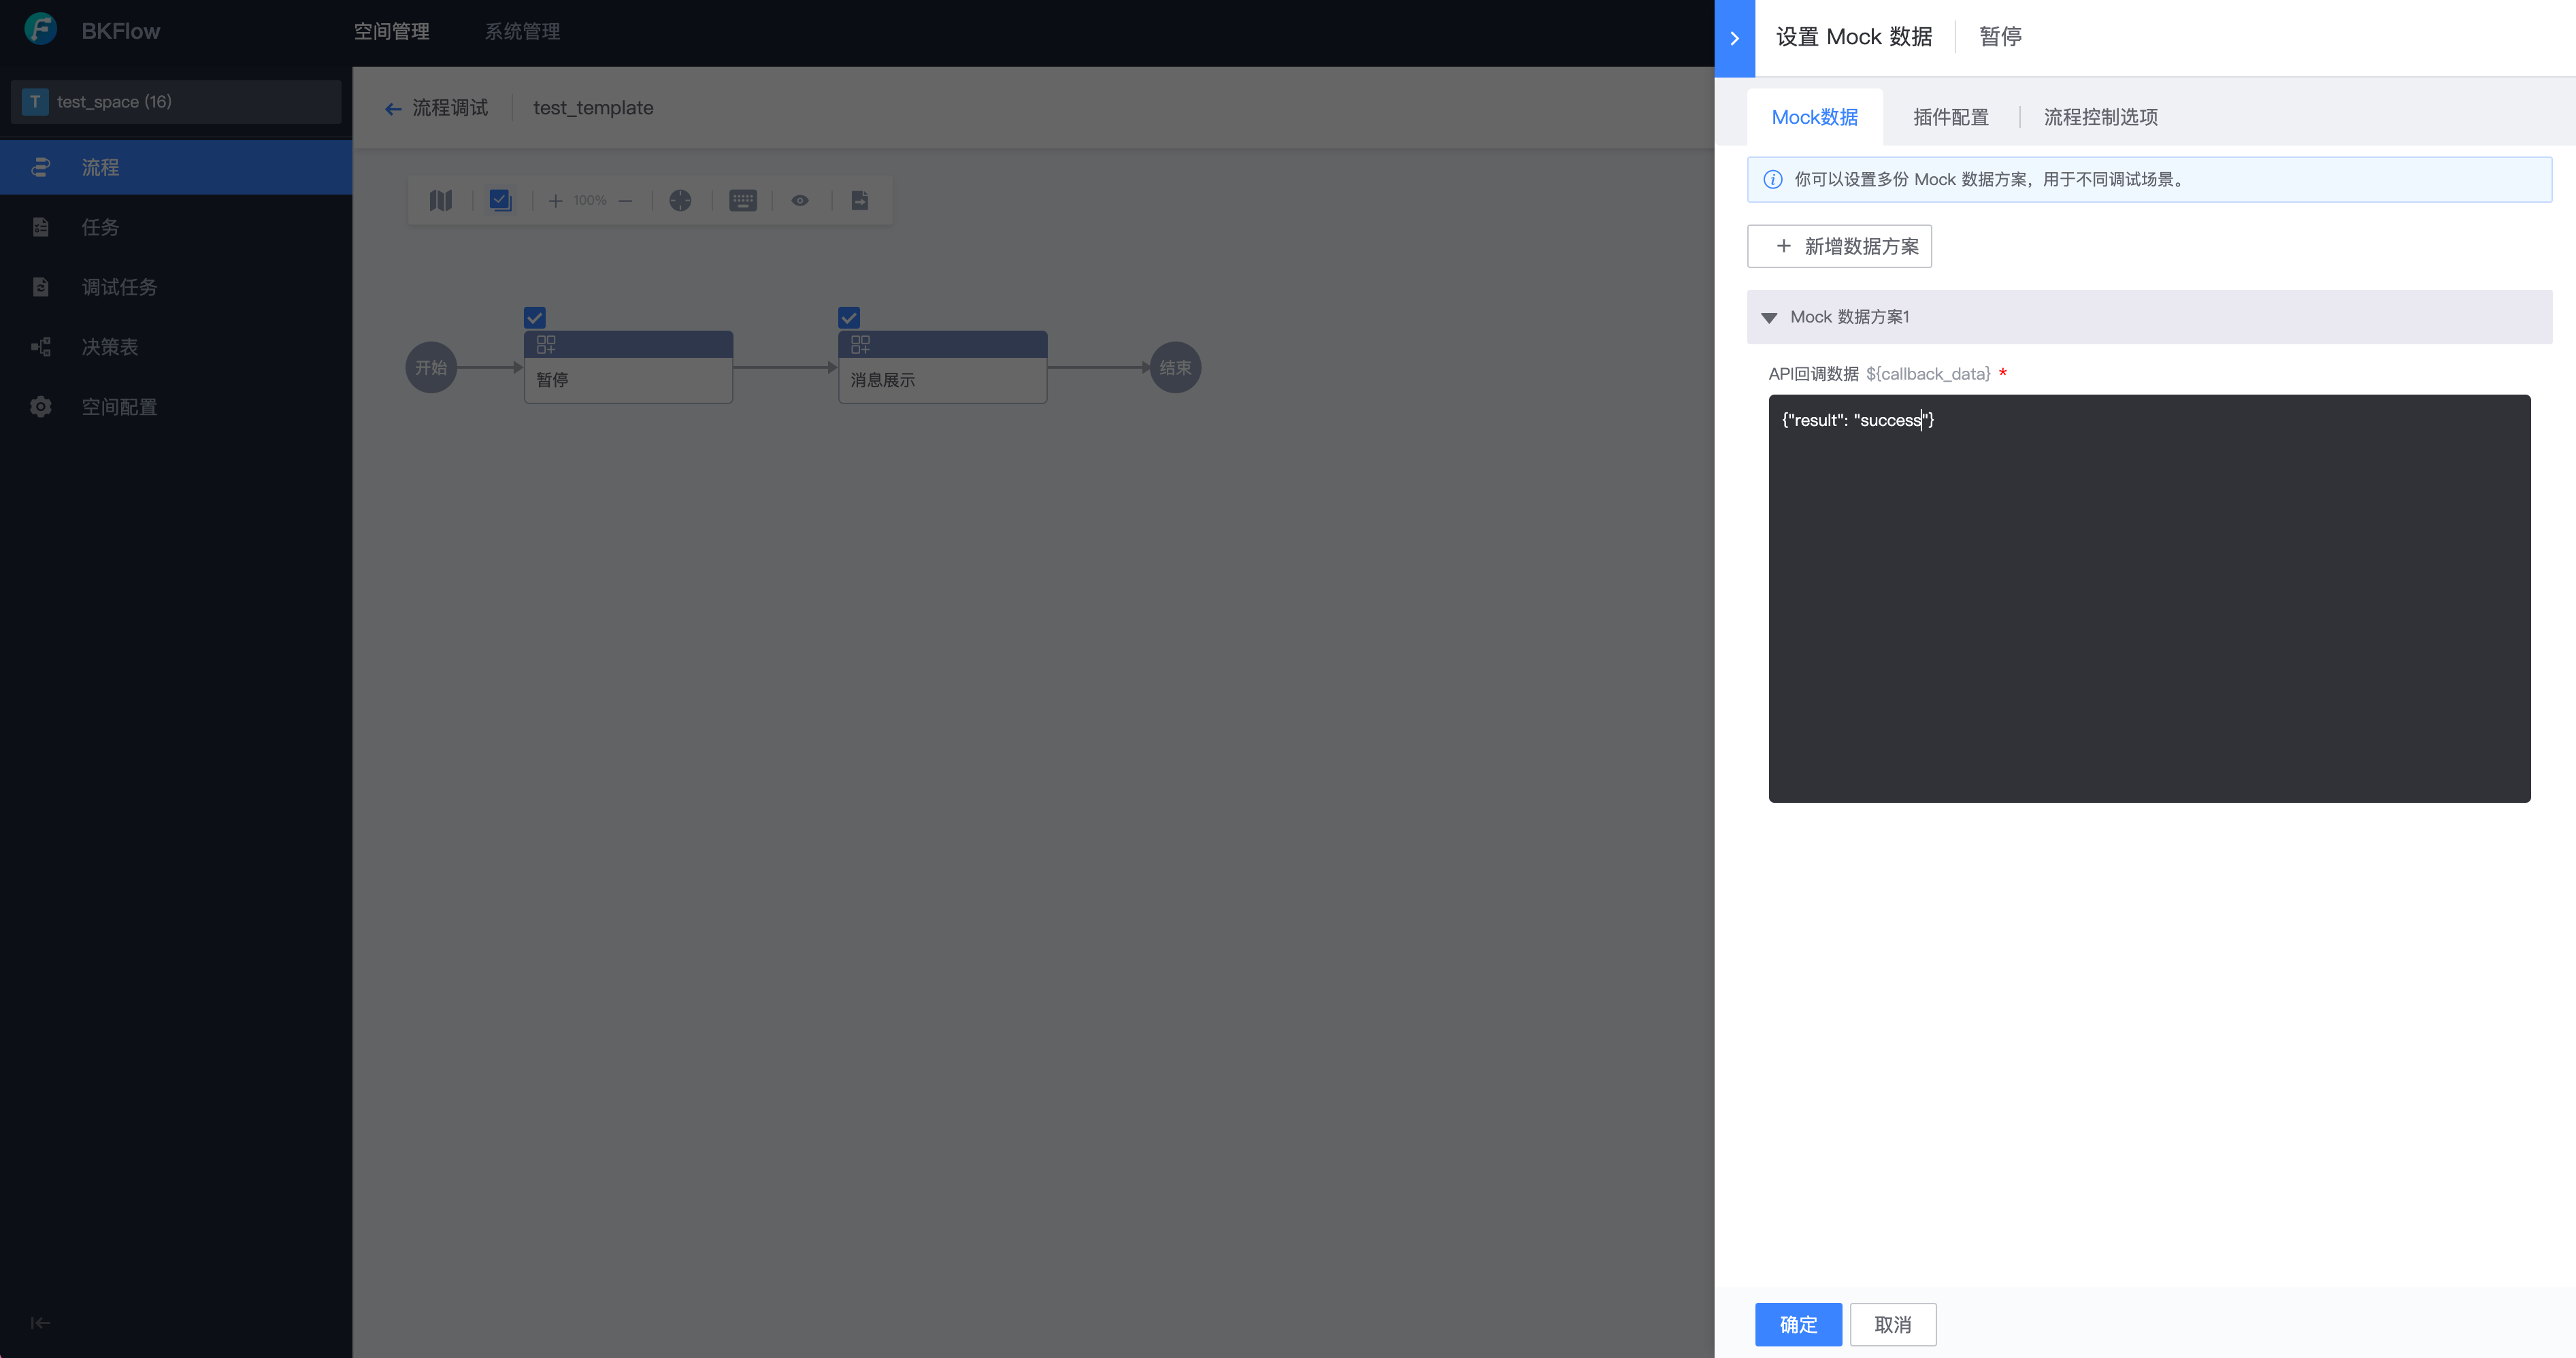 BKFlow
空间管理
系统管理
T test_space (16)
流程
任务
调试任务
决策表
空间配置
流程调试
test_template
100%
开始
暂停
消息展示
结束
设置 Mock 数据
暂停
Mock数据
插件配置
流程控制选项
你可以设置多份 Mock 数据方案，用于不同调试场景。
新增数据方案
Mock 数据方案1
API回调数据 ${callback_data} *
{"result": "success"}
确定
取消